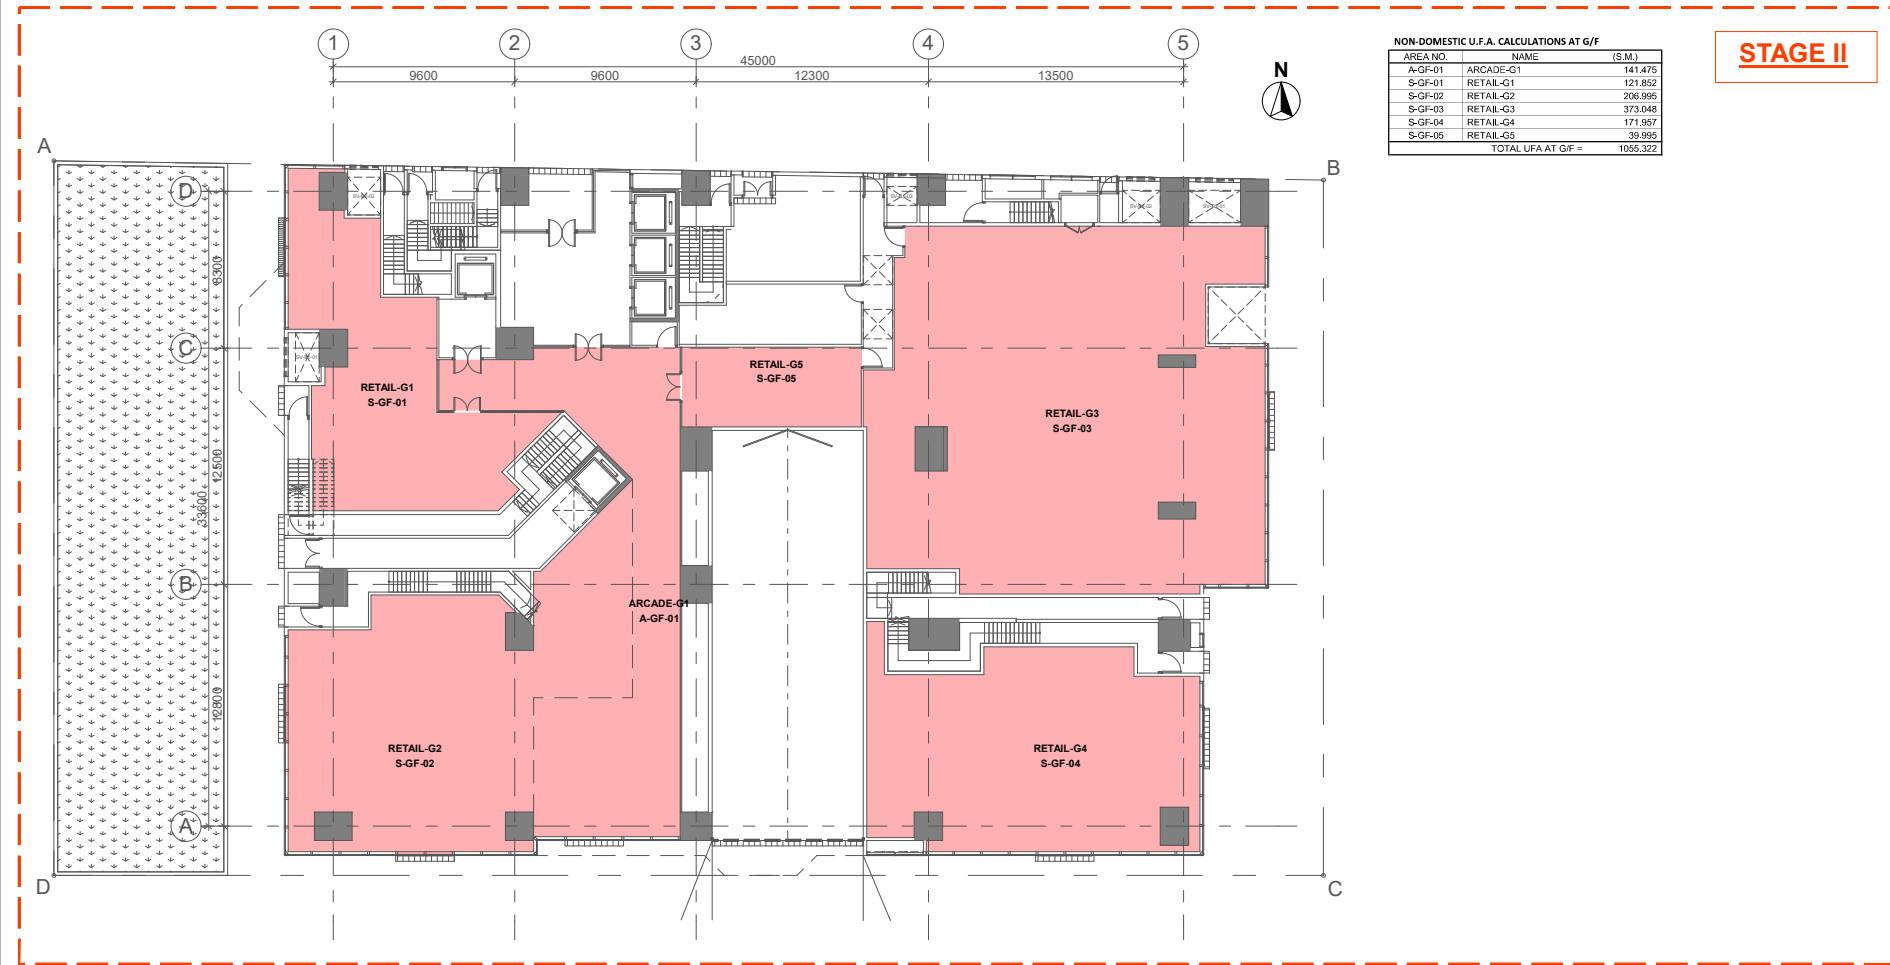 1 2 3 4 5
45000
9600 9600 12300 13500
N
NON-DOMESTIC U.F.A. CALCULATIONS AT G/F
AREA NO. NAME (S.M.)
A-GF-01 ARCADE-G1 141.475
S-GF-01 RETAIL-G1 121.852
S-GF-02 RETAIL-G2 206.995
S-GF-03 RETAIL-G3 373.048
S-GF-04 RETAIL-G4 171.957
S-GF-05 RETAIL-G5 39.995
TOTAL UFA AT G/F = 1055.322
STAGE II
A
B
D
8300
C
RETAIL-G1
S-GF-01
RETAIL-G5
S-GF-05
RETAIL-G3
S-GF-03
12500
33600
B
ARCADE-G1
A-GF-01
12800
RETAIL-G2
S-GF-02
RETAIL-G4
S-GF-04
A
D
C